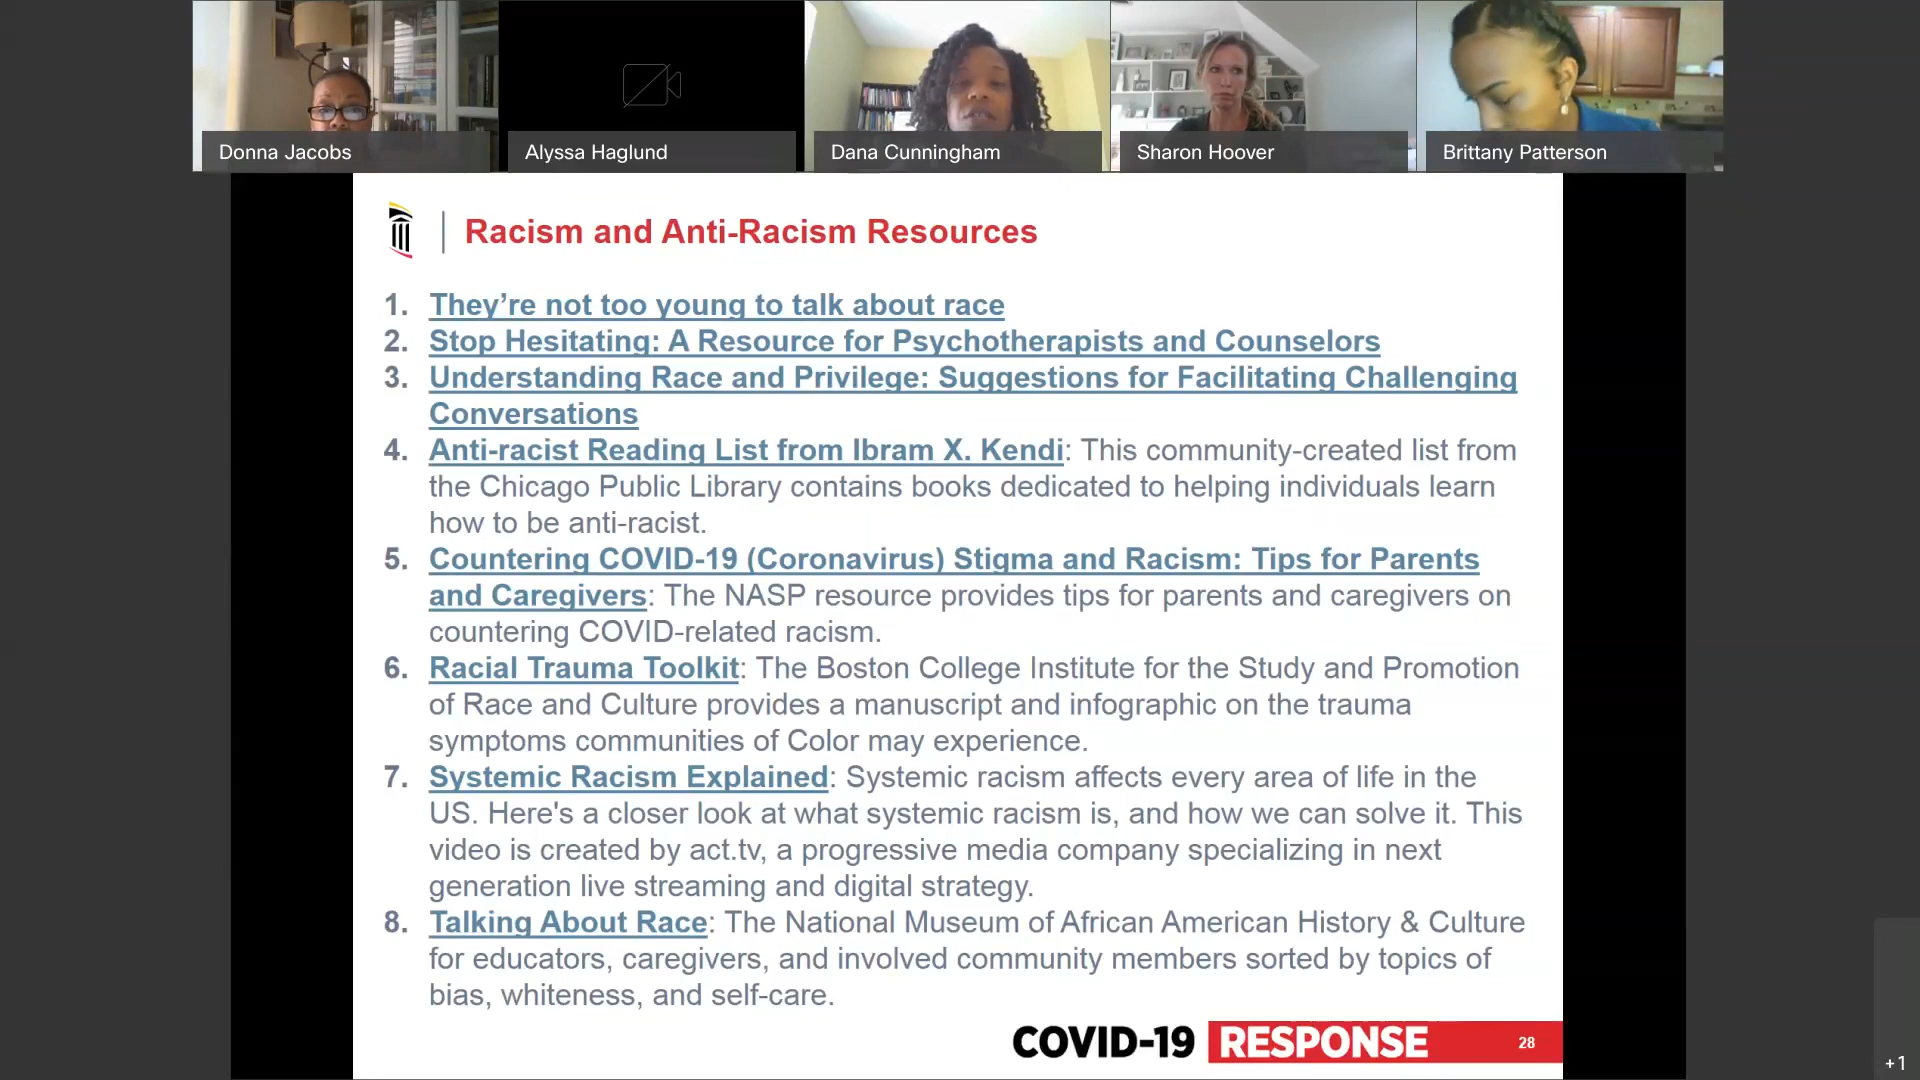 Donna Jacobs
Alyssa Haglund
Dana Cunningham
Sharon Hoover
Brittany Patterson
Racism and Anti-Racism Resources
1. They’re not too young to talk about race
2. Stop Hesitating: A Resource for Psychotherapists and Counselors
3. Understanding Race and Privilege: Suggestions for Facilitating Challenging
Conversations
4. Anti-racist Reading List from Ibram X. Kendi: This community-created list from
the Chicago Public Library contains books dedicated to helping individuals learn
how to be anti-racist.
5. Countering COVID-19 (Coronavirus) Stigma and Racism: Tips for Parents
and Caregivers: The NASP resource provides tips for parents and caregivers on
countering COVID-related racism.
6. Racial Trauma Toolkit: The Boston College Institute for the Study and Promotion
of Race and Culture provides a manuscript and infographic on the trauma
symptoms communities of Color may experience.
7. Systemic Racism Explained: Systemic racism affects every area of life in the
US. Here's a closer look at what systemic racism is, and how we can solve it. This
video is created by act.tv, a progressive media company specializing in next
generation live streaming and digital strategy.
8. Talking About Race: The National Museum of African American History & Culture
for educators, caregivers, and involved community members sorted by topics of
bias, whiteness, and self-care.
COVID-19 RESPONSE 28
+1